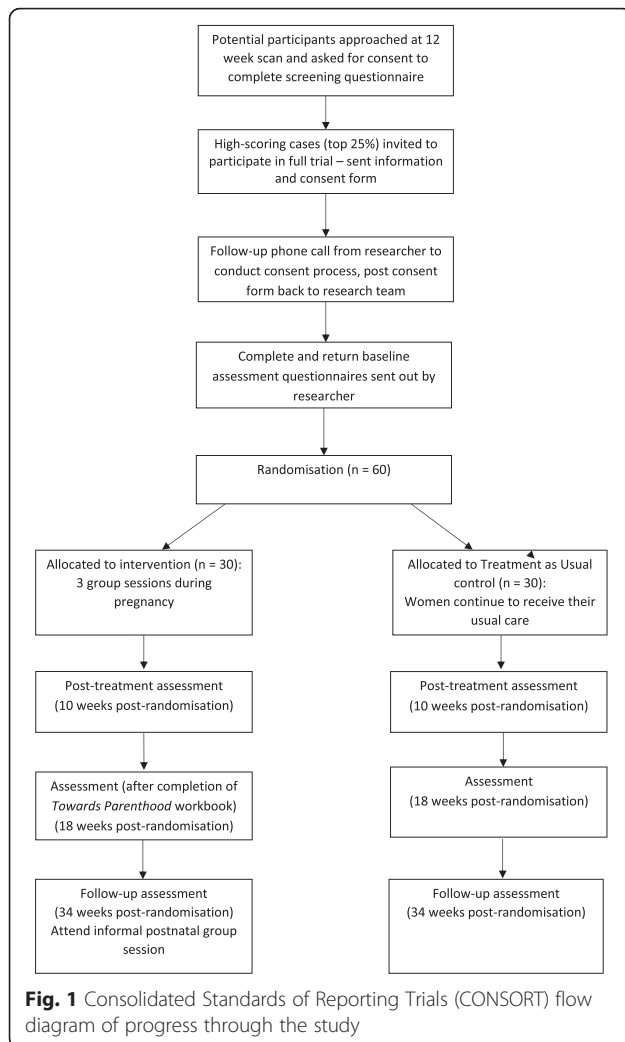 Potential participants approached at 12
week scan and asked for consent to
complete screening questionnaire
High-scoring cases (top 25%) invited to
participate in full trial – sent information
and consent form
Follow-up phone call from researcher to
conduct consent process, post consent
form back to research team
Complete and return baseline
assessment questionnaires sent out by
researcher
Randomisation (n = 60)
Allocated to intervention (n = 30):
3 group sessions during
pregnancy
Allocated to Treatment as Usual
control (n = 30):
Women continue to receive their
usual care
Post-treatment assessment
(10 weeks post-randomisation)
Post-treatment assessment
(10 weeks post-randomisation)
Assessment (after completion of
Towards Parenthood workbook)
(18 weeks post-randomisation)
Assessment
(18 weeks post-randomisation)
Follow-up assessment
(34 weeks post-randomisation)
Attend informal postnatal group
session
Follow-up assessment
(34 weeks post-randomisation)
Fig. 1 Consolidated Standards of Reporting Trials (CONSORT) flow
diagram of progress through the study